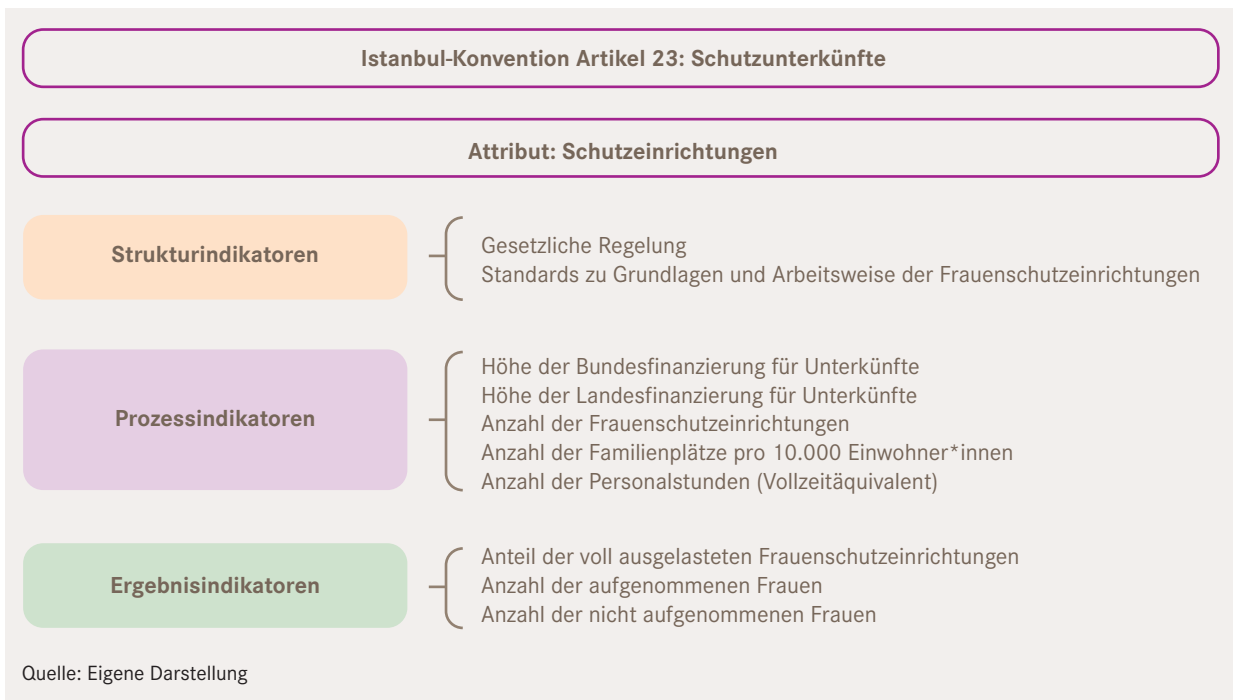 Istanbul-Konvention Artikel 23: Schutzunterkünfte
Attribut: Schutzeinrichtungen
Strukturindikatoren
Gesetzliche Regelung
Standards zu Grundlagen und Arbeitsweise der Frauenschutzeinrichtungen
Prozessindikatoren
Höhe der Bundesfinanzierung für Unterkünfte
Höhe der Landesfinanzierung für Unterkünfte
Anzahl der Frauenschutzeinrichtungen
Anzahl der Familienplätze pro 10.000 Einwohner*innen
Anzahl der Personalstunden (Vollzeitäquivalent)
Ergebnisindikatoren
Anteil der voll ausgelasteten Frauenschutzeinrichtungen
Anzahl der aufgenommenen Frauen
Anzahl der nicht aufgenommenen Frauen
Quelle: Eigene Darstellung